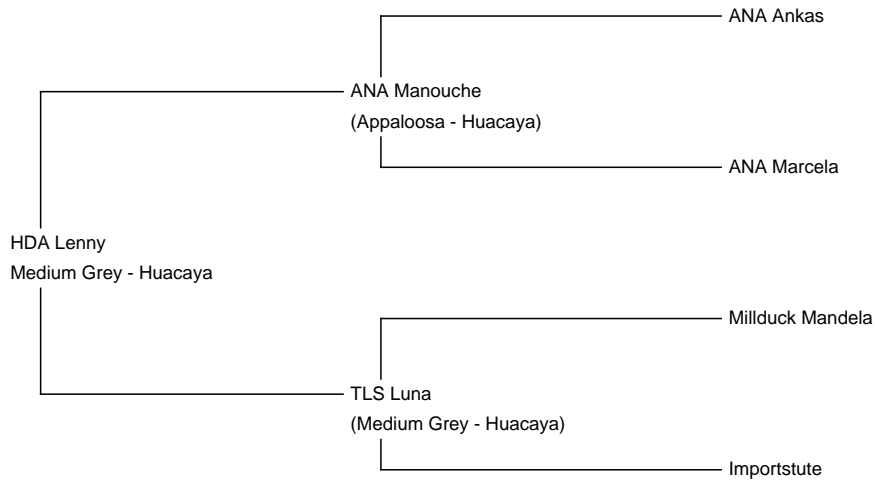 ANA Ankas
ANA Manouche
(Appaloosa - Huacaya)
ANA Marcela
HDA Lenny
Medium Grey - Huacaya
Millduck Mandela
TLS Luna
(Medium Grey - Huacaya)
Importstute